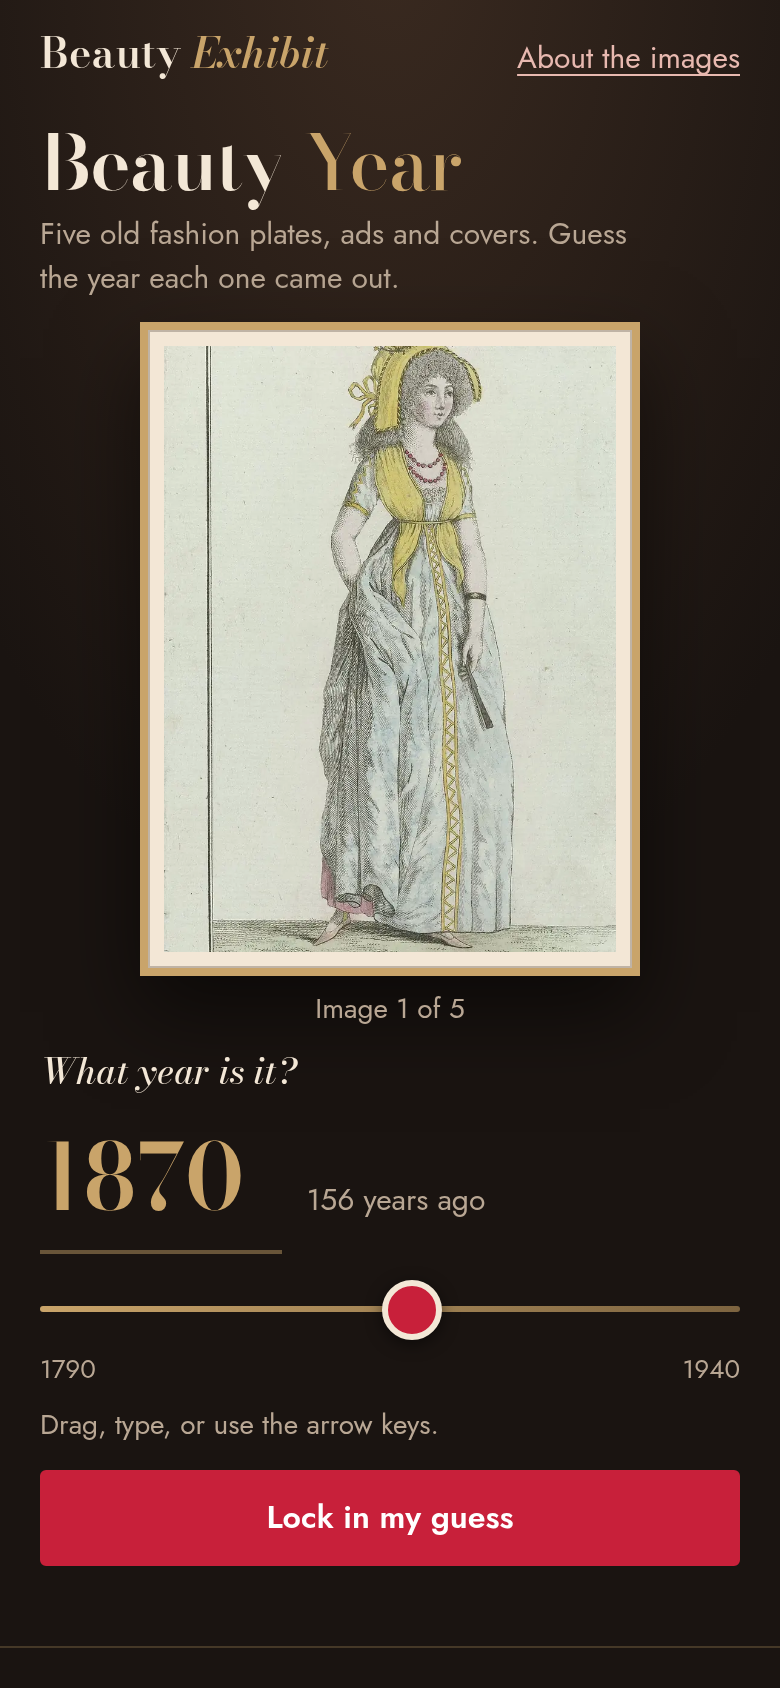 Beauty Exhibit
About the images
Beauty Year
Five old fashion plates, ads and covers. Guess
the year each one came out.
Image 1 of 5
What year is it?
1870
156 years ago
1790
1940
Drag, type, or use the arrow keys.
Lock in my guess